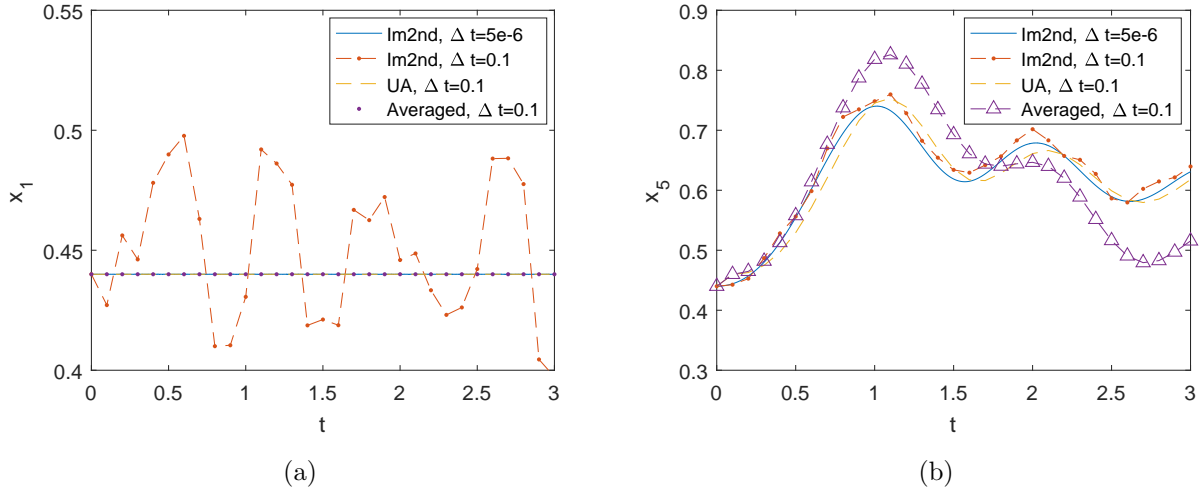 0.55
0.5
0.45
0.4
x_1
Im2nd, Δ t=5e-6
Im2nd, Δ t=0.1
UA, Δ t=0.1
Averaged, Δ t=0.1
0 0.5 1 1.5 2 2.5 3
t
(a)
0.9
0.8
0.7
0.6
0.5
0.4
0.3
x_5
Im2nd, Δ t=5e-6
Im2nd, Δ t=0.1
UA, Δ t=0.1
Averaged, Δ t=0.1
0 0.5 1 1.5 2 2.5 3
t
(b)